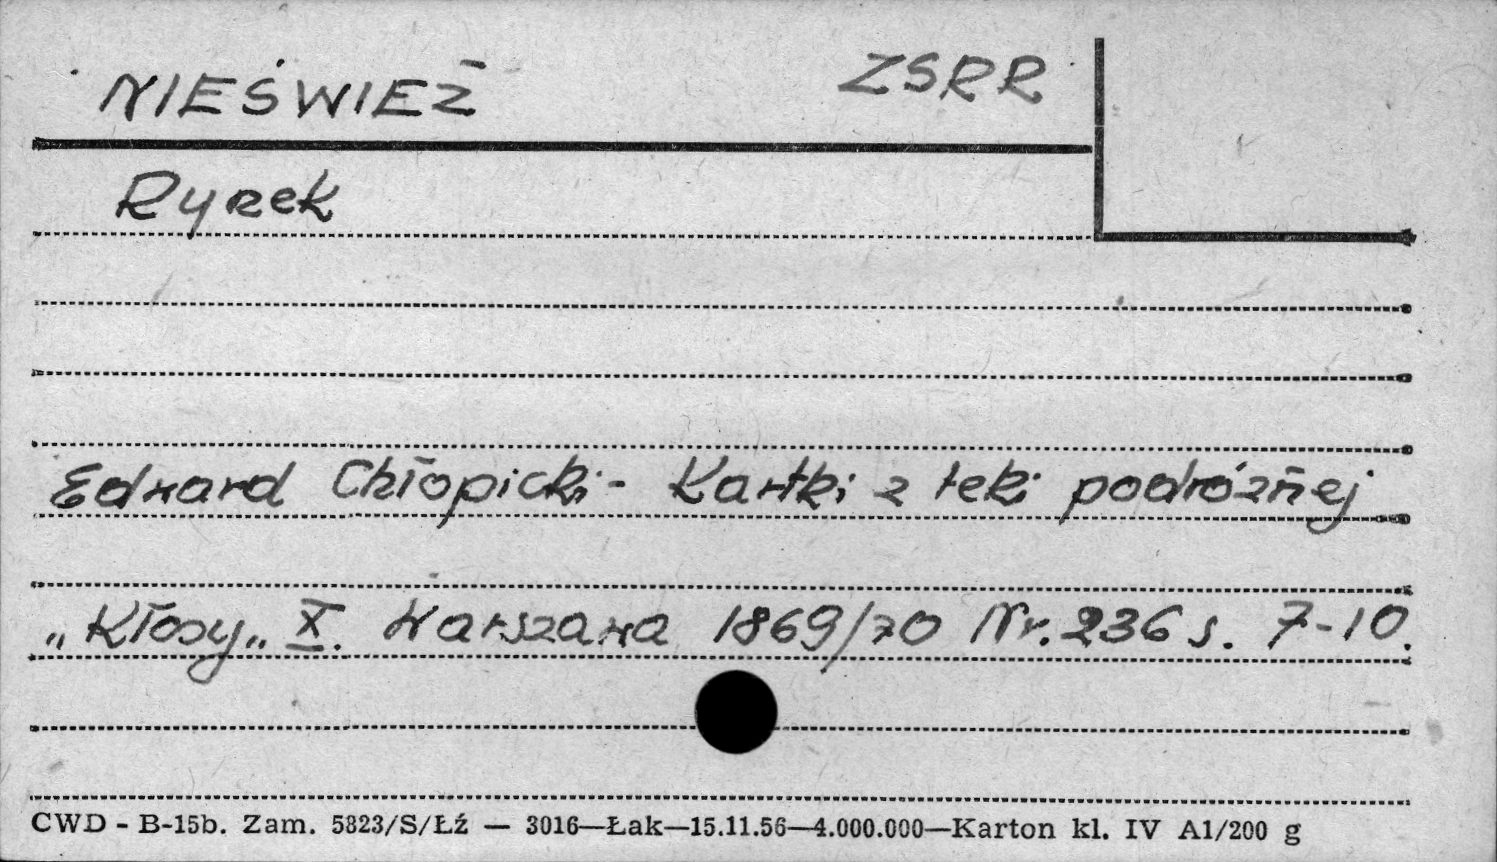 NIEŚWIEŻ ZSRR
Rynek
Edward Chłopicki - Kartki z teki podróżnej
„Kłosy„ X. Warszawa 1869/70 Nr. 236 s. 7-10.
CWD - B-15b. Zam. 5823/S/Łź — 3016—Łak—15.11.56—4.000.000—Karton kl. IV A1/200 g